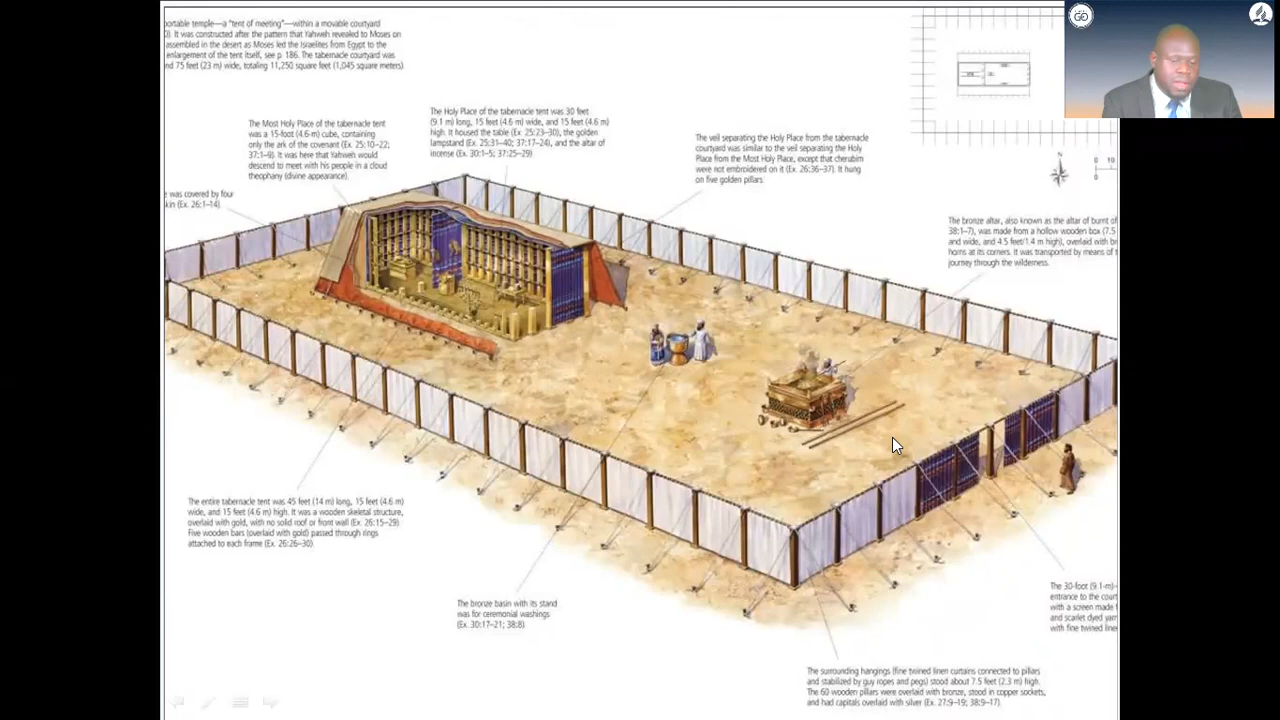 portable temple—a "tent of meeting"—within a movable courtyard
0). It was constructed after the pattern that Yahweh revealed to Moses on
assembled in the desert as Moses led the Israelites from Egypt to the
enlargement of the tent itself, see p. 186. The tabernacle courtyard was
nd 75 feet (23 m) wide, totaling 11,250 square feet (1,045 square meters)
GO
The Most Holy Place of the tabernacle tent
was a 15-foot (4.6-m) cube, containing
only the ark of the covenant (Ex. 25:10–22;
37:1–9). It was here that Yahweh would
descend to meet with his people in a cloud
theophany (divine appearance).
The Holy Place of the tabernacle tent was 30 feet
(9.1 m) long, 15 feet (4.6 m) wide, and 15 feet (4.6 m)
high. It housed the table (Ex 25:23–30), the golden
lampstand (Ex. 25:31–40; 37:17–24), and the altar of
incense (Ex. 30:1–5; 37:25–29)
The veil separating the Holy Place from the tabernacle
courtyard was similar to the veil separating the Holy
Place from the Most Holy Place, except that cherubim
were not embroidered on it (Ex. 26:36–37). It hung
on five golden pillars.
N
0 10
0
e was covered by four
kin (Ex. 26:1–14).
The bronze altar, also known as the altar of burnt of
38:1–7), was made from a hollow wooden box (7.5
and wide, and 4.5 feet/1.4 m high), overlaid with br
horns at its corners. It was transported by means of t
journey through the wilderness.
The entire tabernacle tent was 45 feet (14 m) long, 15 feet (4.6 m)
wide, and 15 feet (4.6 m) high. It was a wooden skeletal structure,
overlaid with gold, with no solid roof or front wall (Ex. 26:15–29).
Five wooden bars (overlaid with gold) passed through rings
attached to each frame (Ex. 26:26–30).
The bronze basin with its stand
was for ceremonial washings
(Ex. 30:17–21; 38:8).
The 30-foot (9.1-m)-
entrance to the court
with a screen made f
and scarlet dyed yarn
with fine twined linen
The surrounding hangings (fine twined linen curtains connected to pillars
and stabilized by guy ropes and pegs) stood about 7.5 feet (2.3 m) high.
The 60 wooden pillars were overlaid with bronze, stood in copper sockets,
and had capitals overlaid with silver (Ex. 27:9–19; 38:9–17).